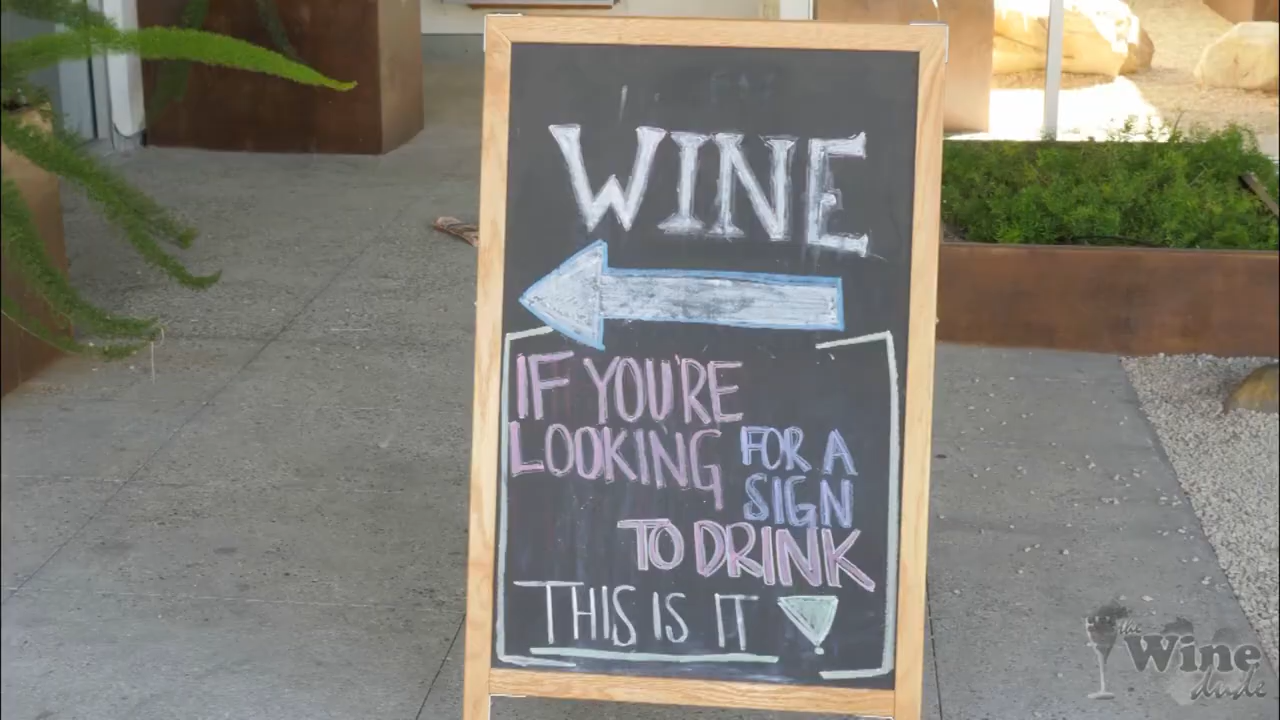 WINE
IF YOU'RE
LOOKING FOR A
SIGN
TO DRINK
THIS IS IT
the
Wine
dude